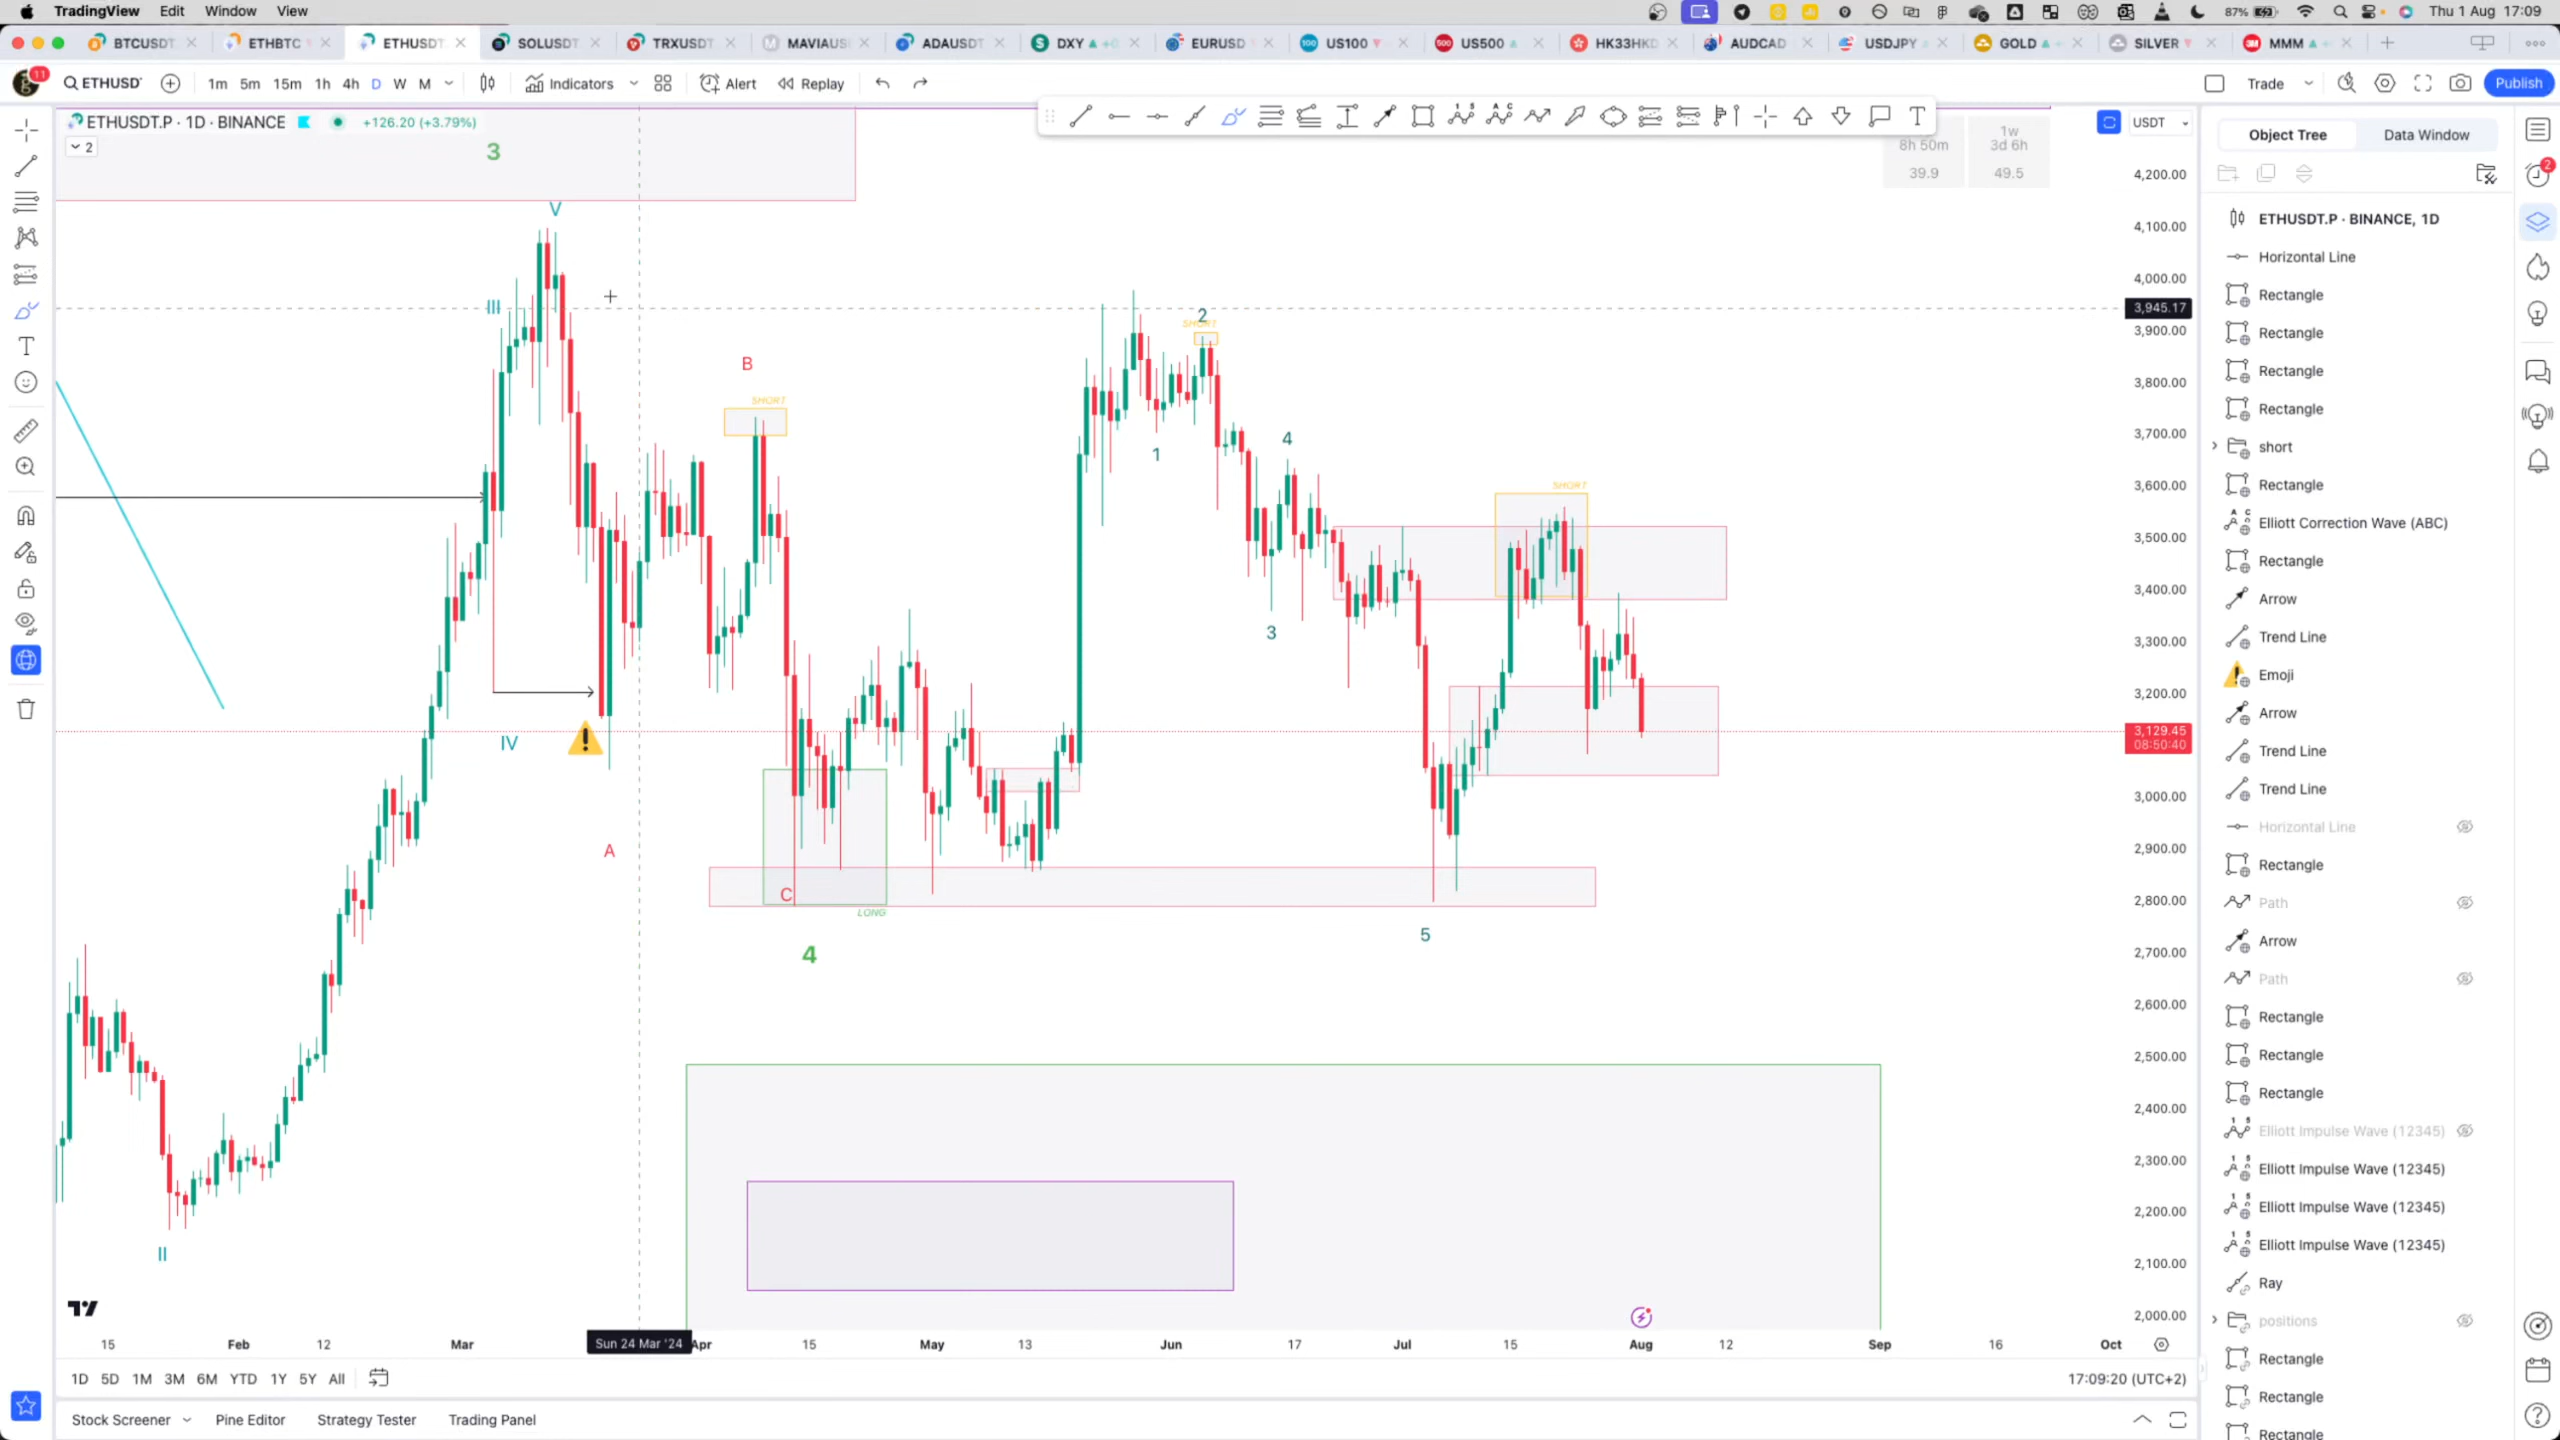 TradingView Edit Window View 87% Thu 1 Aug 17:09
BTCUSDT ETHBTC ETHUSDT SOLUSDT TRXUSDT MAVIAUS ADAUSDT DXY EURUSD US100 US500 HK33HKD AUDCAD USDJPY GOLD SILVER MMM
11 ETHUSD 1m 5m 15m 1h 4h D W M Indicators Alert Replay Trade Publish
ETHUSDT.P · 1D · BINANCE +126.20 (+3.79%) USDT
2
8h 50m
39.9
1w
3d 6h
49.5
3
V
III
B
SHORT
2
SHORT
4
1
SHORT
3
IV
A
C
LONG
4
5
II
4,200.00
4,100.00
4,000.00
3,945.17
3,900.00
3,800.00
3,700.00
3,600.00
3,500.00
3,400.00
3,300.00
3,200.00
3,129.45
08:50:40
3,000.00
2,900.00
2,800.00
2,700.00
2,600.00
2,500.00
2,400.00
2,300.00
2,200.00
2,100.00
2,000.00
15 Feb 12 Mar Sun 24 Mar '24 Apr 15 May 13 Jun 17 Jul 15 Aug 12 Sep 16 Oct
1D 5D 1M 3M 6M YTD 1Y 5Y All 17:09:20 (UTC+2)
Stock Screener Pine Editor Strategy Tester Trading Panel
Object Tree Data Window
2
ETHUSDT.P · BINANCE, 1D
Horizontal Line
Rectangle
Rectangle
Rectangle
Rectangle
short
Rectangle
Elliott Correction Wave (ABC)
Rectangle
Arrow
Trend Line
Emoji
Arrow
Trend Line
Trend Line
Horizontal Line
Rectangle
Path
Arrow
Path
Rectangle
Rectangle
Rectangle
Elliott Impulse Wave (12345)
Elliott Impulse Wave (12345)
Elliott Impulse Wave (12345)
Elliott Impulse Wave (12345)
Ray
positions
Rectangle
Rectangle
Rectangle